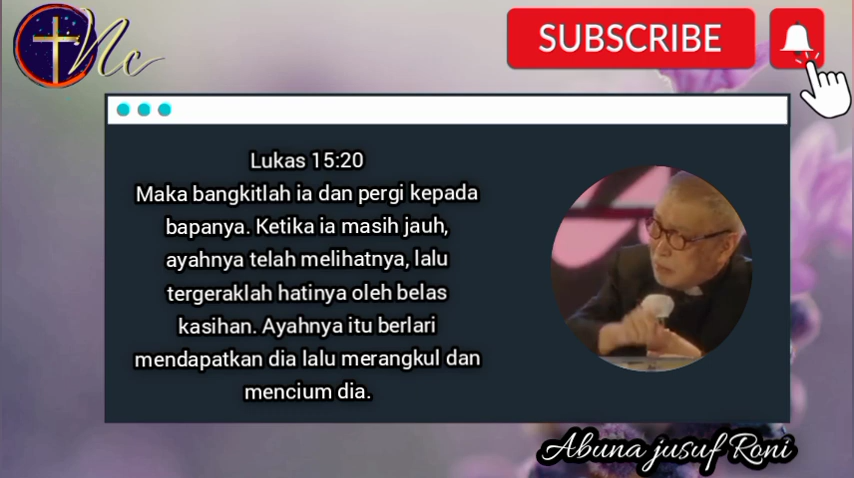 Nc
SUBSCRIBE
Lukas 15:20
Maka bangkitlah ia dan pergi kepada
bapanya. Ketika ia masih jauh,
ayahnya telah melihatnya, lalu
tergeraklah hatinya oleh belas
kasihan. Ayahnya itu berlari
mendapatkan dia lalu merangkul dan
mencium dia.
Abuna jusuf Roni